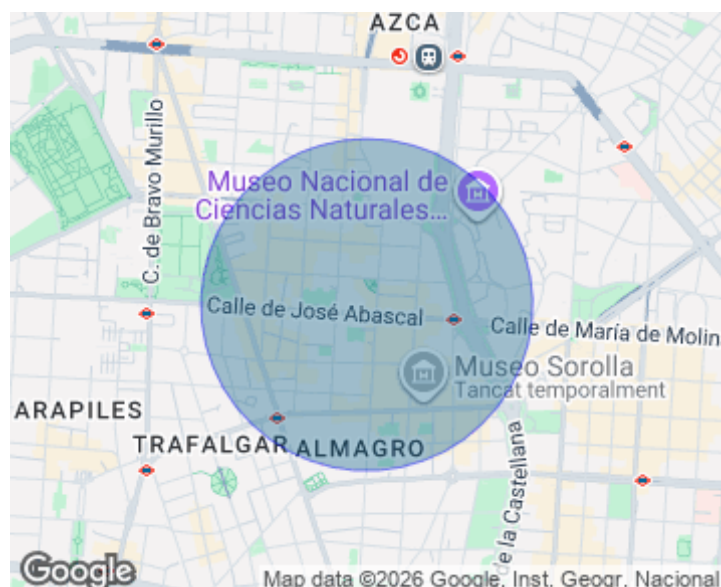 AZCA
C. de Bravo Murillo
Museo Nacional de
Ciencias Naturales...
Calle de José Abascal
Calle de María de Molin
Museo Sorolla
Tancat temporalment
ARAPILES
TRAFALGAR
ALMAGRO
de la Castellana
Google
Map data ©2026 Google, Inst. Geogr. Nacional